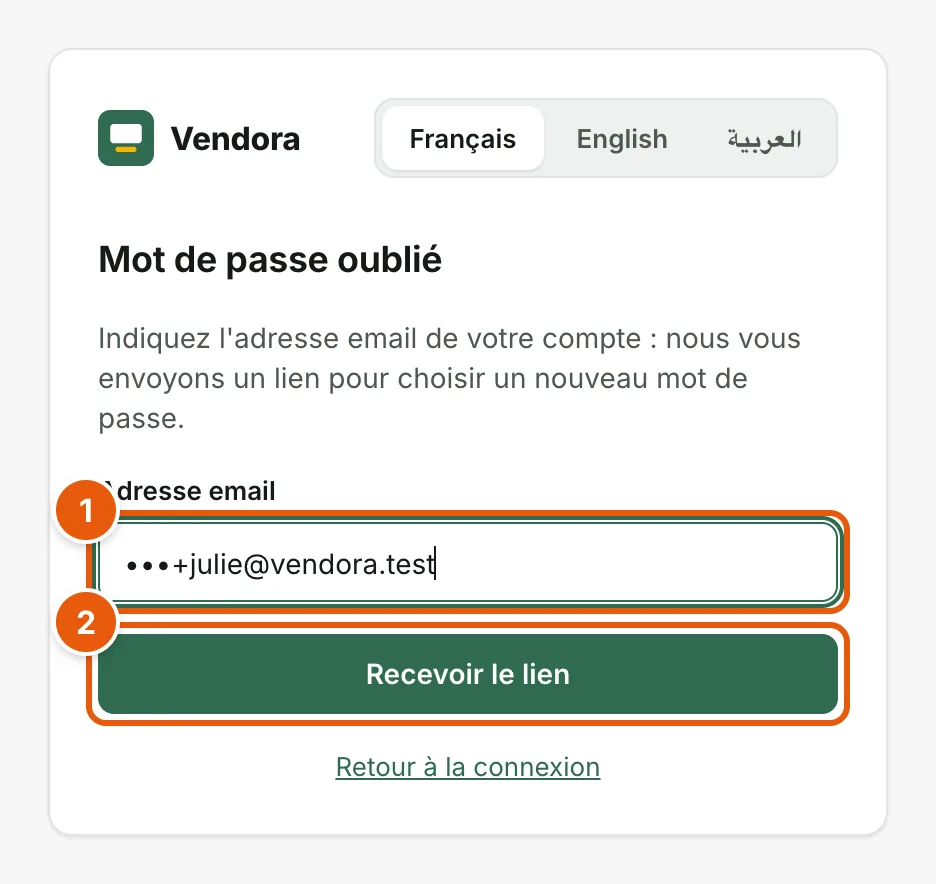 Vendora
Français
English
العربية
Mot de passe oublié
Indiquez l'adresse email de votre compte : nous vous
envoyons un lien pour choisir un nouveau mot de
passe.
Adresse email
1
•••+julie@vendora.test
2
Recevoir le lien
Retour à la connexion